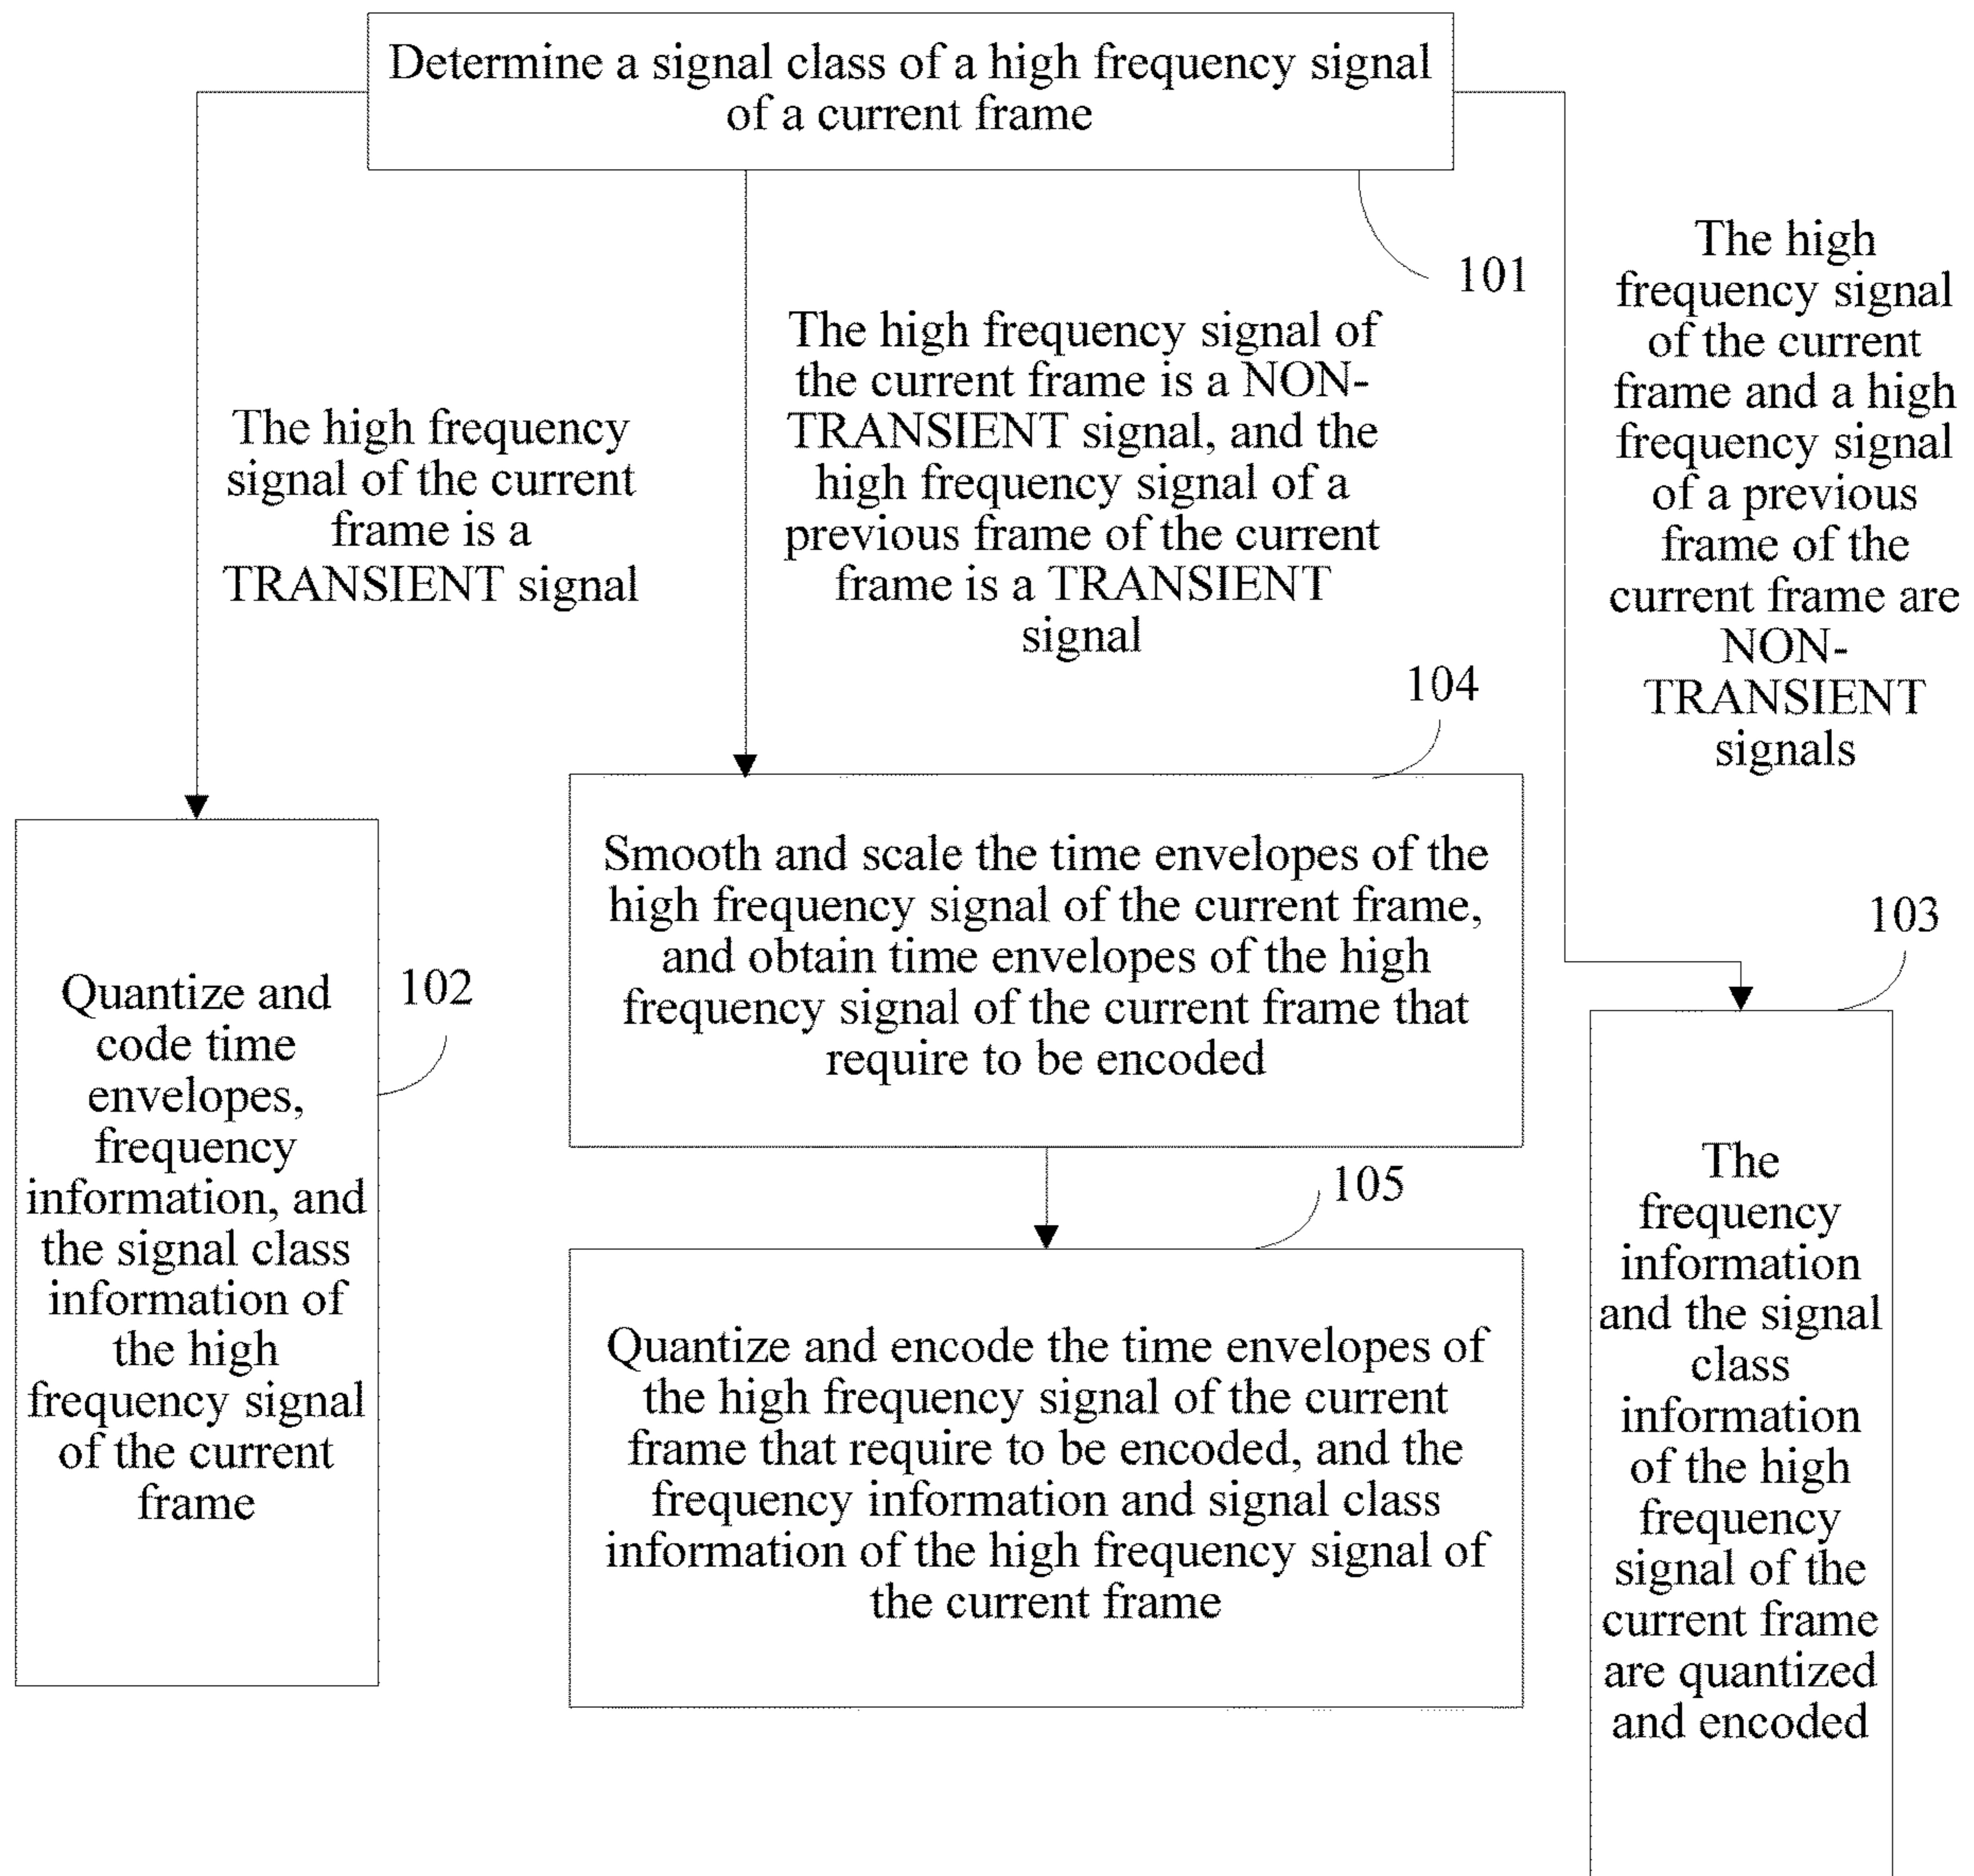 Determine a signal class of a high frequency signal
of a current frame
101
The high frequency
signal of the current
frame is a
TRANSIENT signal
The high frequency signal of
the current frame is a NON-
TRANSIENT signal, and the
high frequency signal of a
previous frame of the current
frame is a TRANSIENT
signal
The high
frequency signal
of the current
frame and a high
frequency signal
of a previous
frame of the
current frame are
NON-
TRANSIENT
signals
104
Smooth and scale the time envelopes of the
high frequency signal of the current frame,
and obtain time envelopes of the high
frequency signal of the current frame that
require to be encoded
103
102
Quantize and
code time
envelopes,
frequency
information, and
the signal class
information of
the high
frequency signal
of the current
frame
105
Quantize and encode the time envelopes of
the high frequency signal of the current
frame that require to be encoded, and the
frequency information and signal class
information of the high frequency signal of
the current frame
The
frequency
information
and the signal
class
information
of the high
frequency
signal of the
current frame
are quantized
and encoded